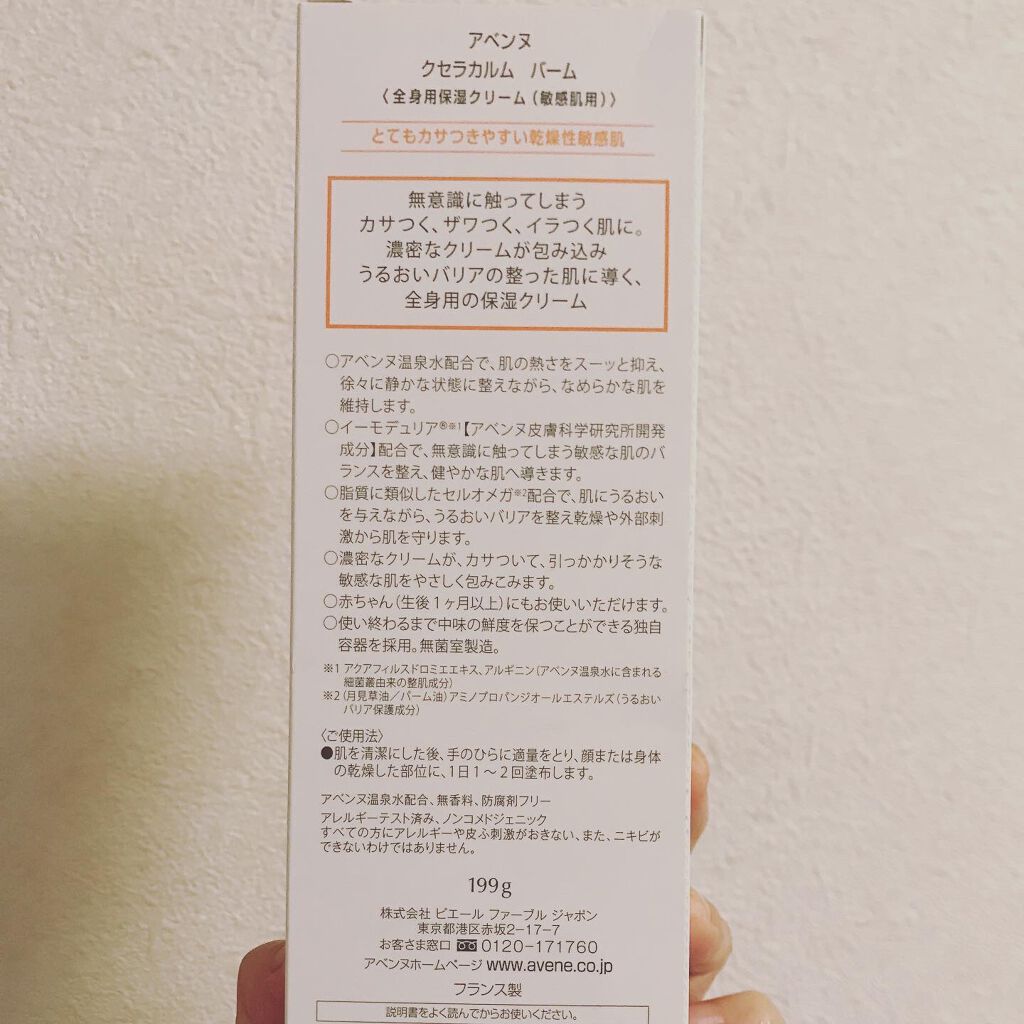 アベンヌ
クセラカルム バーム
〈全身用保湿クリーム（敏感肌用）〉
とてもカサつきやすい乾燥性敏感肌
無意識に触ってしまう
カサつく、ザワつく、イラつく肌に。
濃密なクリームが包み込み
うるおいバリアの整った肌に導く、
全身用の保湿クリーム
○アベンヌ温泉水配合で、肌の熱さをスーッと抑え、
徐々に静かな状態に整えながら、なめらかな肌を
維持します。
○イーモデュリア®※1【アベンヌ皮膚科学研究所開発
成分】配合で、無意識に触ってしまう敏感な肌のバ
ランスを整え、健やかな肌へ導きます。
○脂質に類似したセルオメガ※2配合で、肌にうるおい
を与えながら、うるおいバリアを整え乾燥や外部刺
激から肌を守ります。
○濃密なクリームが、カサついて、引っかかりそうな
敏感な肌をやさしく包みこみます。
○赤ちゃん（生後１ヶ月以上）にもお使いいただけます。
○使い終わるまで中味の鮮度を保つことができる独自
容器を採用。無菌室製造。
※1 アクアフィルスドロミエエキス、アルギニン（アベンヌ温泉水に含まれる
細菌叢由来の整肌成分）
※2（月見草油／パーム油）アミノプロパンジオールエステルズ（うるおい
バリア保護成分）
〈ご使用法〉
●肌を清潔にした後、手のひらに適量をとり、顔または身体
の乾燥した部位に、1日１～２回塗布します。
アベンヌ温泉水配合、無香料、防腐剤フリー
アレルギーテスト済み、ノンコメドジェニック
すべての方にアレルギーや皮ふ刺激がおきない、また、ニキビが
できないわけではありません。
199g
株式会社 ピエール ファーブル ジャポン
東京都港区赤坂2-17-7
お客さま窓口 0120-171760
アベンヌホームページ www.avene.co.jp
フランス製
説明書をよく読んでからお使いください。